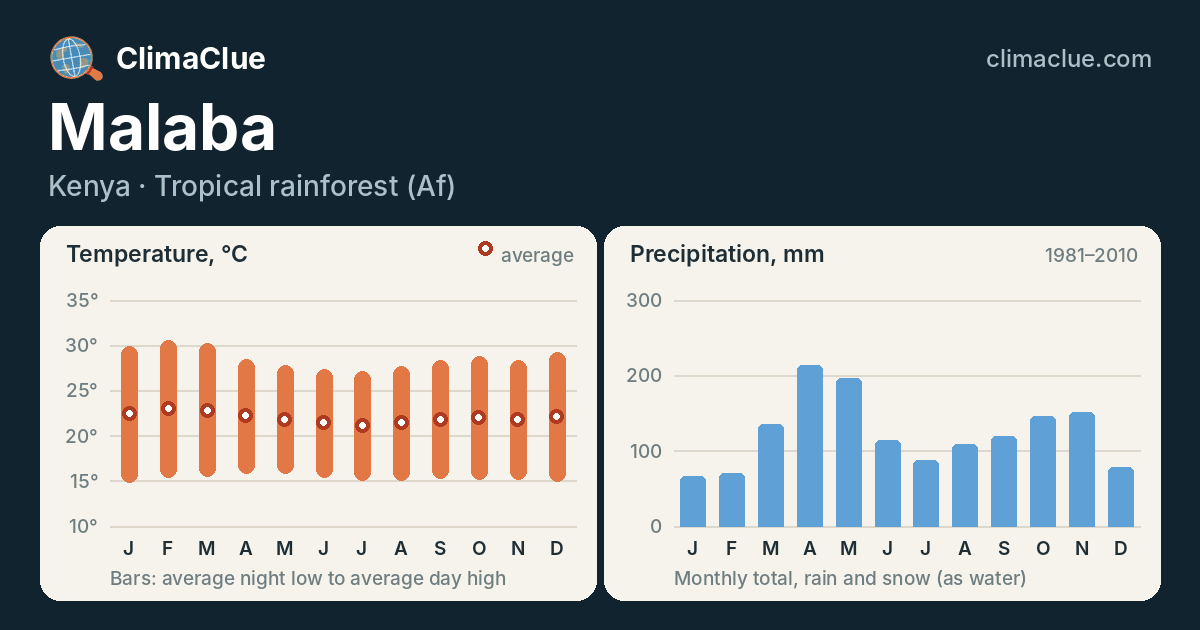 ClimaClue
climaclue.com
Malaba
Kenya · Tropical rainforest (Af)
Temperature, °C
average
35°
30°
25°
20°
15°
10°
J F M A M J J A S O N D
Bars: average night low to average day high
Precipitation, mm
1981–2010
300
200
100
0
J F M A M J J A S O N D
Monthly total, rain and snow (as water)